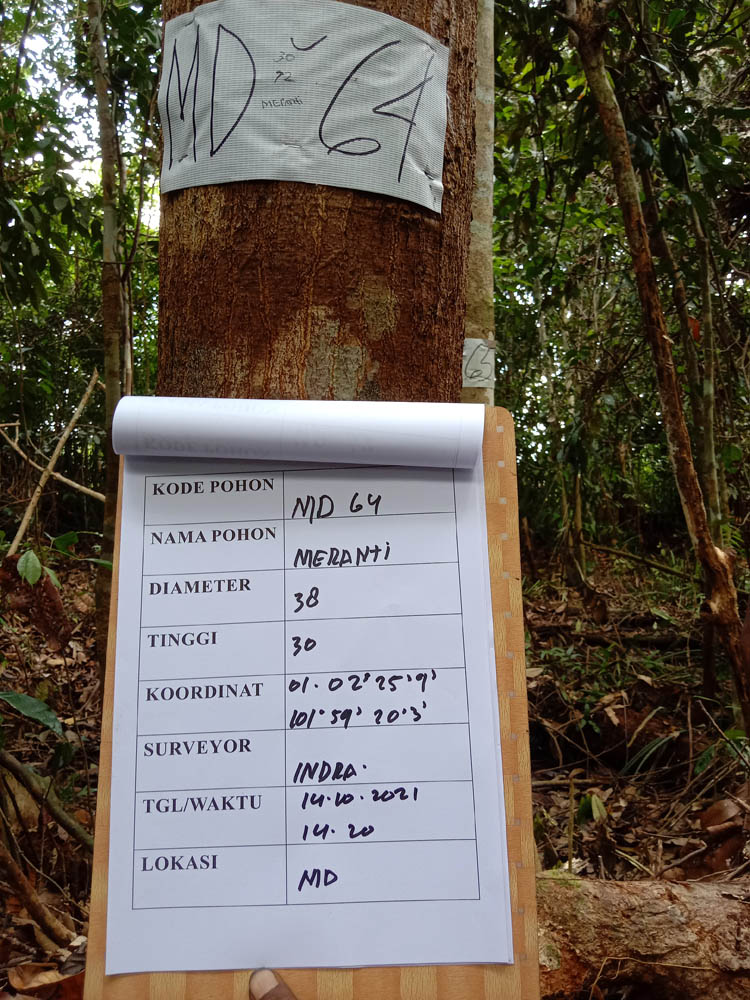 MD - 64
30
MERANTI
63
KODE POHON MD 64
NAMA POHON MERANTI
DIAMETER 38
TINGGI 30
KOORDINAT 01. 02' 25'9'
101° 59' 20'3'
SURVEYOR INDRA.
TGL/WAKTU 14.10.2021
14.20
LOKASI MD